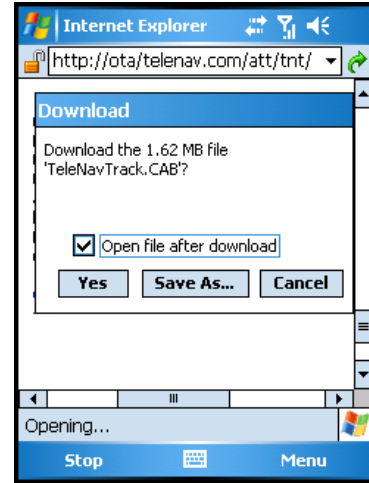 Internet Explorer
http://ota/telenav.com/att/tnt/
Download
Download the 1.62 MB file
'TeleNavTrack.CAB'?
Open file after download
Yes Save As... Cancel
Opening...
Stop Menu